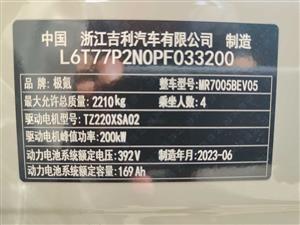 中国 浙江吉利汽车有限公司 制造
L6T77P2N0PF033200
品牌:极氪 整车型号:MR7005BEV05
最大允许总质量:2210kg 乘坐人数:4
驱动电机型号:TZ220XSA02
驱动电机峰值功率:200kW
动力电池系统额定电压:392V 制造年月:2023-06
动力电池系统额定容量:169Ah